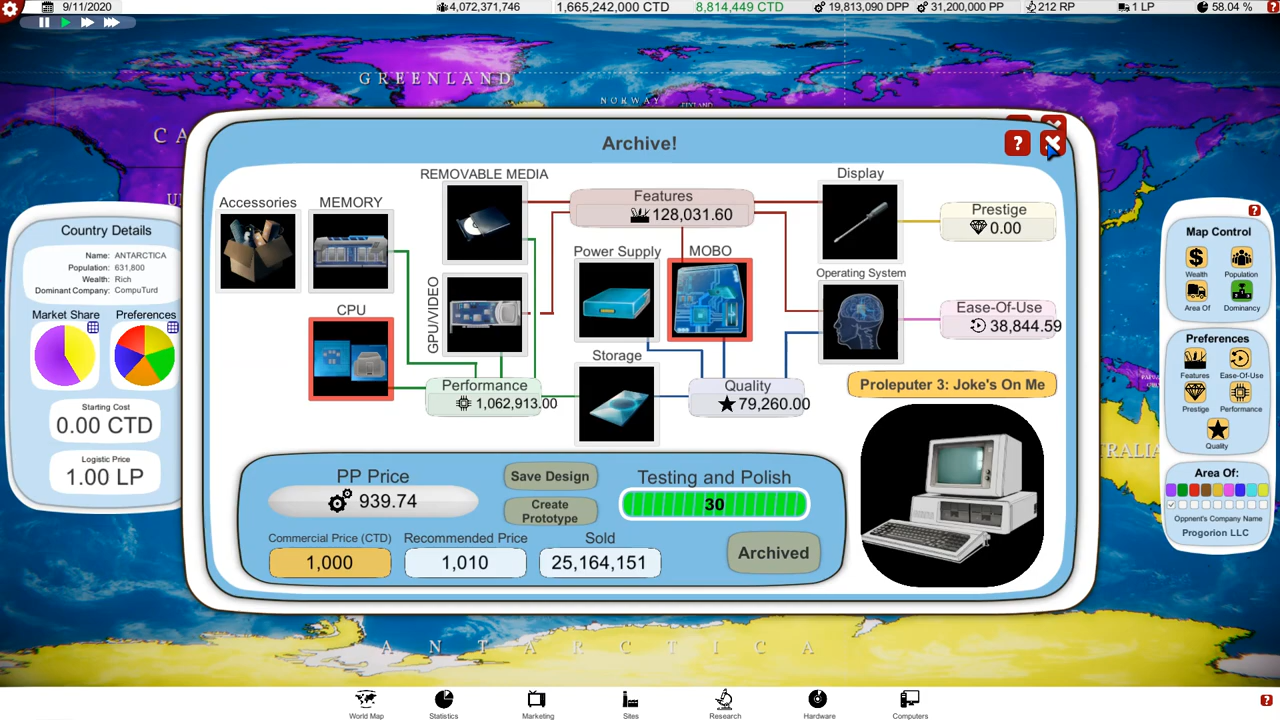 9/11/2020
4,072,371,746
1,665,242,000 CTD
8,814,449 CTD
19,813,090 DPP
31,200,000 PP
212 RP
1 LP
58.04 %
?
GREENLAND
NORWAY
CA
Archive!
?
Country Details
Name: ANTARCTICA
Population: 631,800
Wealth: Rich
Dominant Company: CompuTurd
Market Share
Preferences
Starting Cost
0.00 CTD
Logistic Price
1.00 LP
Accessories
MEMORY
REMOVABLE MEDIA
Features
128,031.60
Display
Prestige
0.00
Power Supply
MOBO
Operating System
CPU
GPU/VIDEO
Storage
Ease-Of-Use
38,844.59
Performance
1,062,913.00
Quality
79,260.00
Proleputer 3: Joke's On Me
PP Price
939.74
Save Design
Create
Prototype
Testing and Polish
30
Commercial Price (CTD)
1,000
Recommended Price
1,010
Sold
25,164,151
Archived
?
Map Control
Wealth
Population
Area Of
Dominancy
Preferences
Features
Ease-Of-Use
Prestige
Performance
Quality
Area Of:
Oppnent's Company Name
Progorion LLC
ANTARCTICA
World Map
Statistics
Marketing
Sites
Research
Hardware
Computers
?